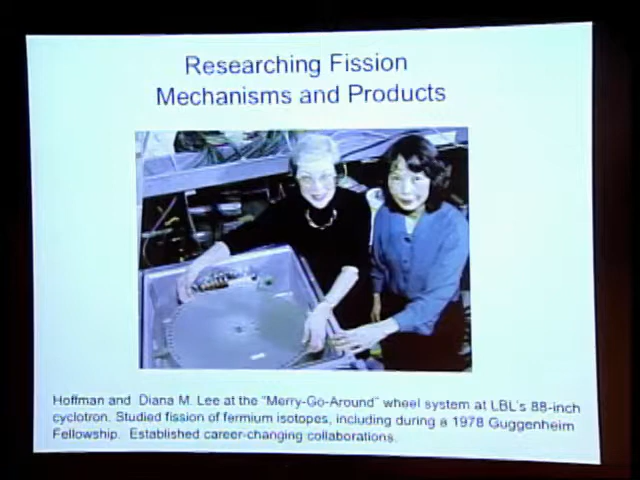 Researching Fission
Mechanisms and Products
Hoffman and Diana M. Lee at the "Merry-Go-Around" wheel system at LBL's 88-inch
cyclotron. Studied fission of fermium isotopes, including during a 1978 Guggenheim
Fellowship. Established career-changing collaborations.